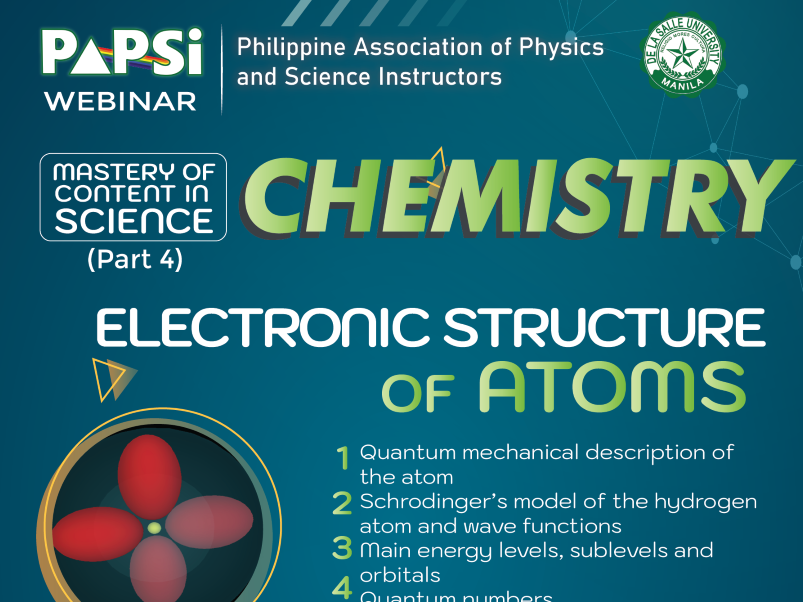 PAPSi
WEBINAR
Philippine Association of Physics
and Science Instructors
DE LA SALLE UNIVERSITY
MANILA
MASTERY OF
CONTENT IN
SCIENCE
(Part 4)
CHEMISTRY
ELECTRONIC STRUCTURE
OF ATOMS
1 Quantum mechanical description of
the atom
2 Schrodinger's model of the hydrogen
atom and wave functions
3 Main energy levels, sublevels and
orbitals
4 Quantum numbers